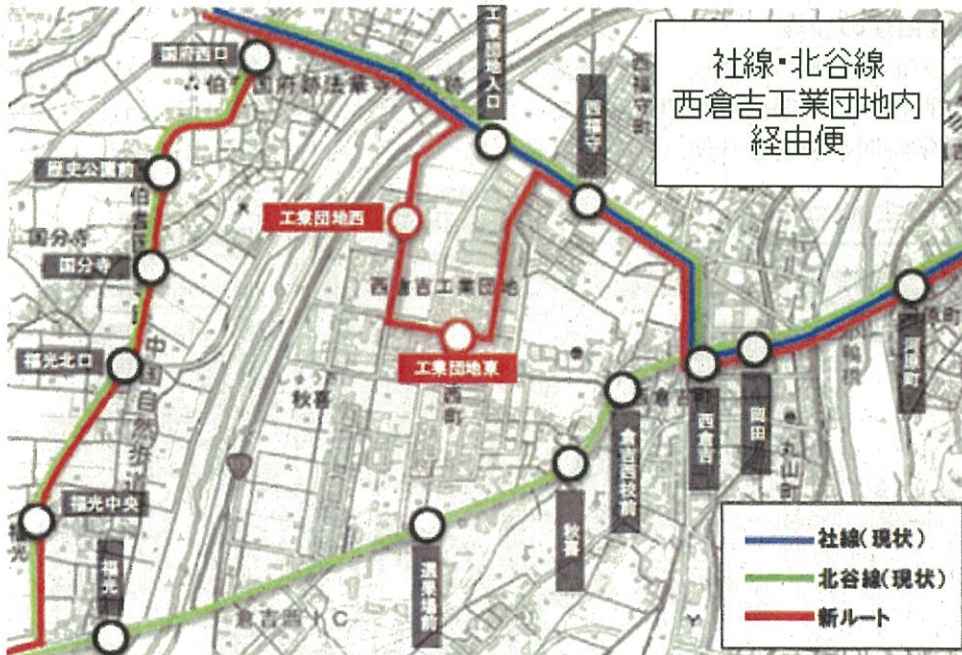 社線・北谷線
西倉吉工業団地内
経由便
国府西口
工業団地入口
歴史公園前
西福守
工業団地西
国分寺
国分寺
西倉吉工業団地
福光北口
工業団地東
秋喜
西町
倉吉西校前
西倉吉
岡田
福光中央
福光
秋喜
倉吉西IC
社線(現状)
北谷線(現状)
新ルート